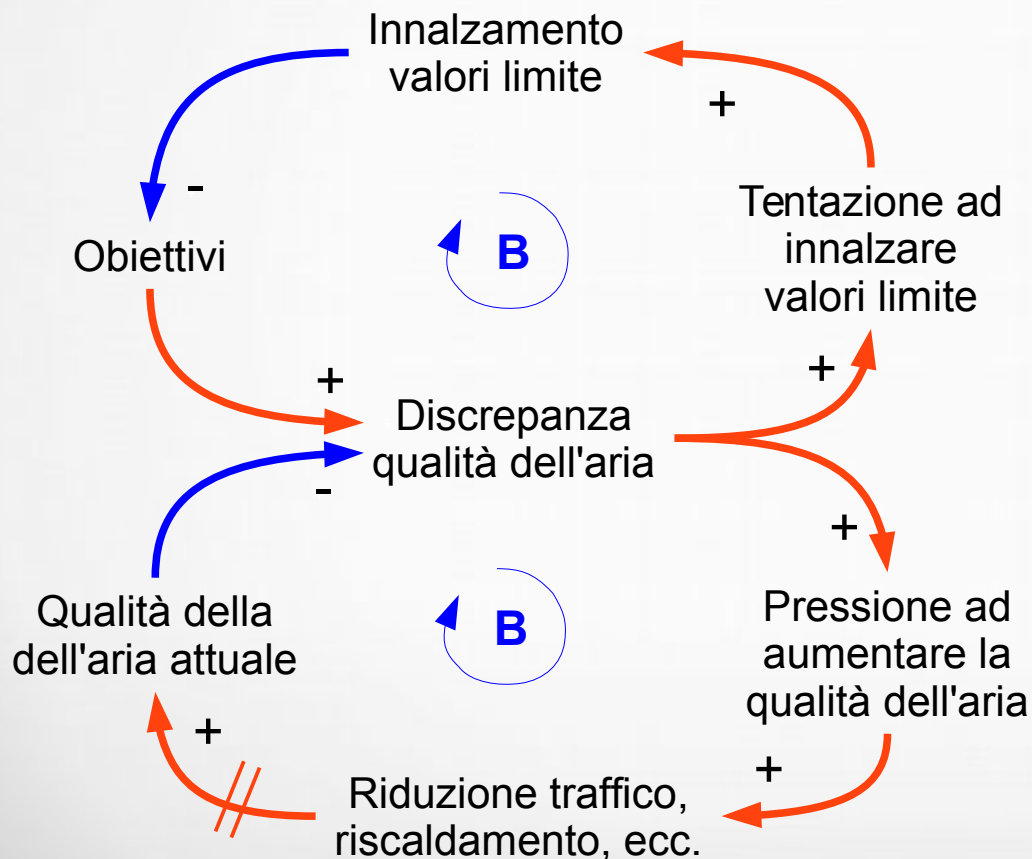 Innalzamento
valori limite
+
-
Tentazione ad
innalzare
valori limite
Obiettivi
B
+
+
Discrepanza
qualità dell'aria
-
+
Qualità della
dell'aria attuale
B
Pressione ad
aumentare la
qualità dell'aria
+
+
Riduzione traffico,
riscaldamento, ecc.